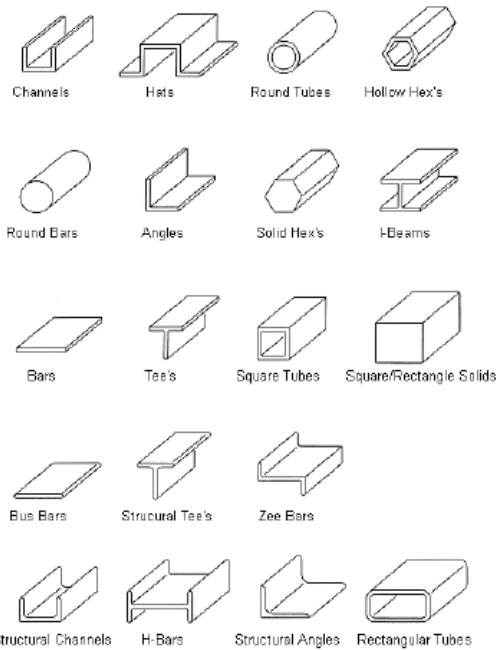 Channels
Hats
Round Tubes
Hollow Hex's
Round Bars
Angles
Solid Hex's
I-Beams
Bars
Tee's
Square Tubes
Square/Rectangle Solids
Bus Bars
Strucural Tee's
Zee Bars
tructural Channels
H-Bars
Structural Angles
Rectangular Tubes